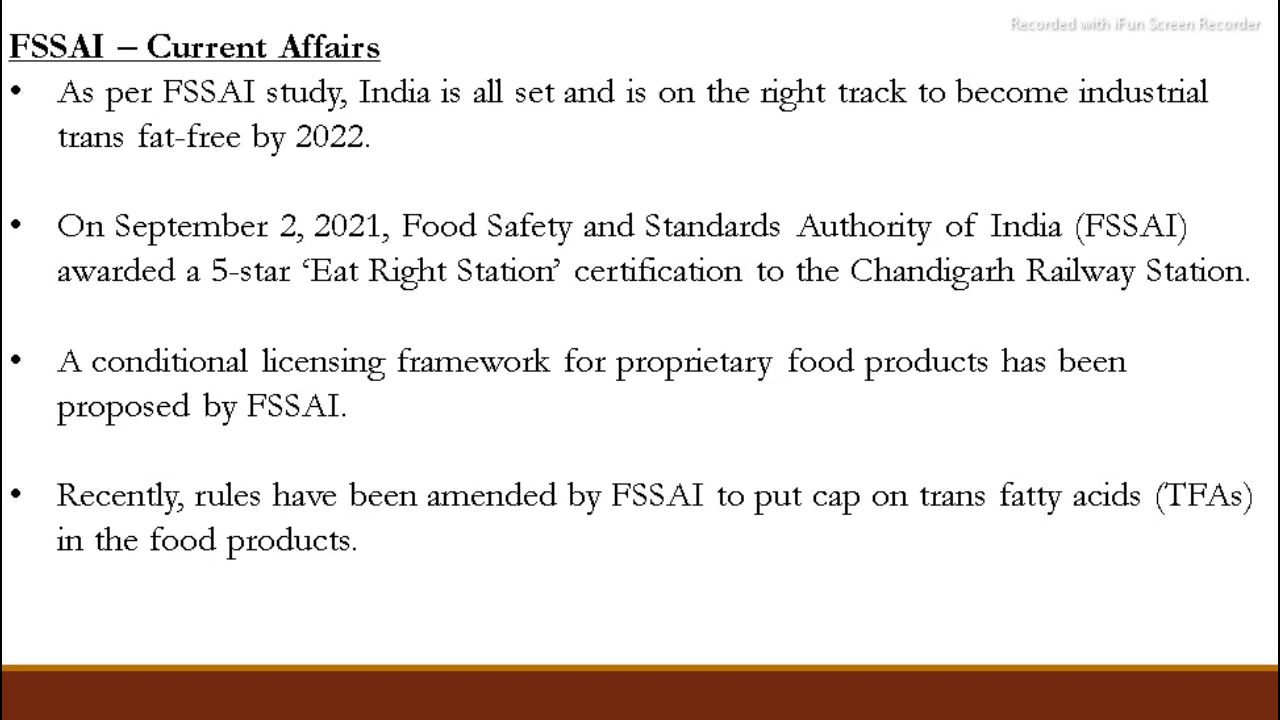 Recorded with iFun Screen Recorder
FSSAI – Current Affairs
• As per FSSAI study, India is all set and is on the right track to become industrial
trans fat-free by 2022.
• On September 2, 2021, Food Safety and Standards Authority of India (FSSAI)
awarded a 5-star ‘Eat Right Station’ certification to the Chandigarh Railway Station.
• A conditional licensing framework for proprietary food products has been
proposed by FSSAI.
• Recently, rules have been amended by FSSAI to put cap on trans fatty acids (TFAs)
in the food products.